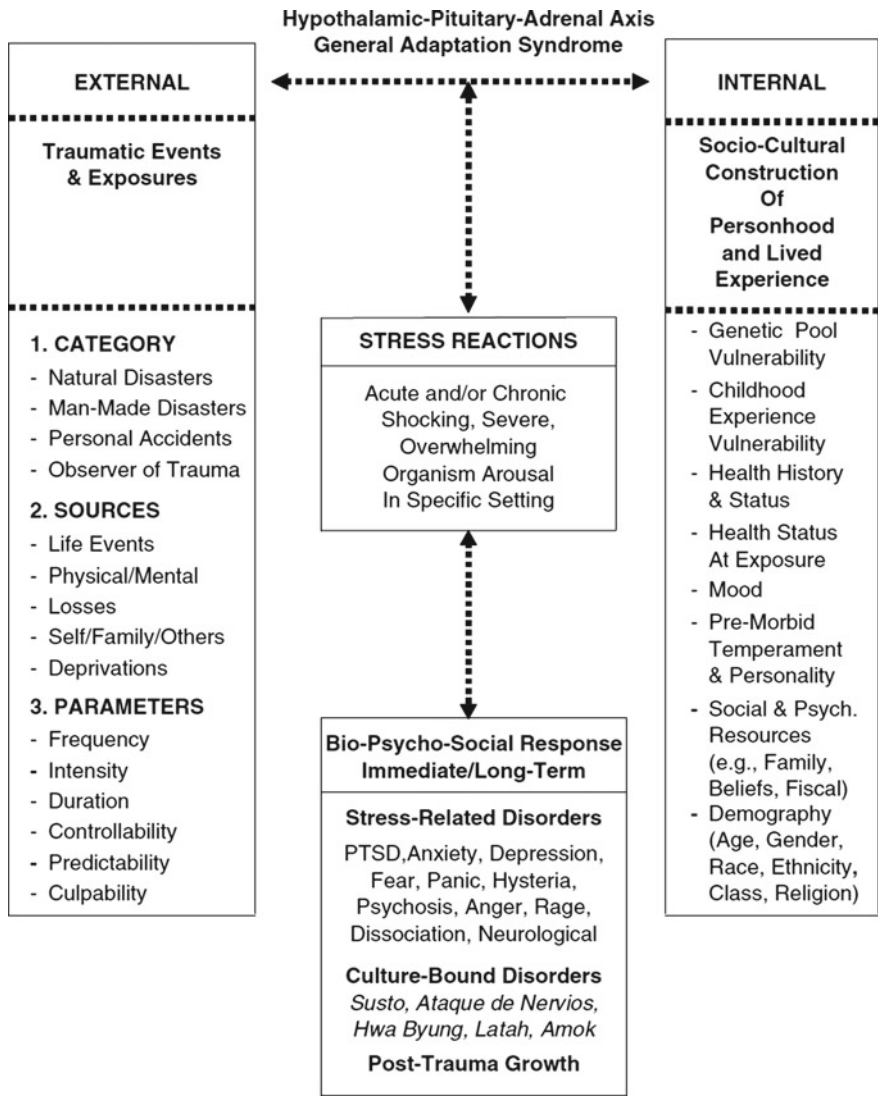 Hypothalamic-Pituitary-Adrenal Axis
General Adaptation Syndrome
EXTERNAL
Traumatic Events
& Exposures
1. CATEGORY
- Natural Disasters
- Man-Made Disasters
- Personal Accidents
- Observer of Trauma
2. SOURCES
- Life Events
- Physical/Mental
- Losses
- Self/Family/Others
- Deprivations
3. PARAMETERS
- Frequency
- Intensity
- Duration
- Controllability
- Predictability
- Culpability
STRESS REACTIONS
Acute and/or Chronic
Shocking, Severe,
Overwhelming
Organism Arousal
In Specific Setting
Bio-Psycho-Social Response
Immediate/Long-Term
Stress-Related Disorders
PTSD,Anxiety, Depression,
Fear, Panic, Hysteria,
Psychosis, Anger, Rage,
Dissociation, Neurological
Culture-Bound Disorders
Susto, Ataque de Nervios,
Hwa Byung, Latah, Amok
Post-Trauma Growth
INTERNAL
Socio-Cultural
Construction
Of
Personhood
and Lived
Experience
- Genetic Pool
Vulnerability
- Childhood
Experience
Vulnerability
- Health History
& Status
- Health Status
At Exposure
- Mood
- Pre-Morbid
Temperament
& Personality
- Social & Psych.
Resources
(e.g., Family,
Beliefs, Fiscal)
- Demography
(Age, Gender,
Race, Ethnicity,
Class, Religion)